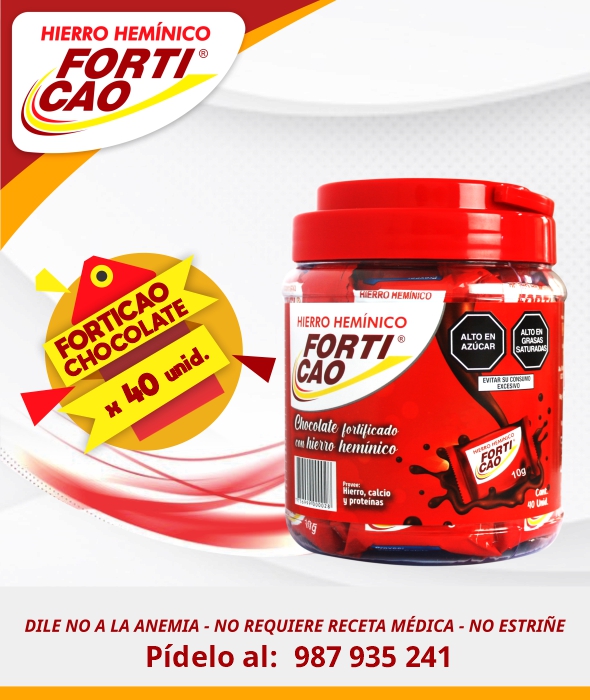 HIERRO HEMÍNICO
FORTI®
CAO
FORTICAO
CHOCOLATE
x 40 unid.
HIERRO HEMÍNICO
HIERRO HEMÍNICO
FORTI®
CAO
ALTO EN
AZÚCAR
ALTO EN
GRASAS
SATURADAS
EVITAR SU CONSUMO
EXCESIVO
Chocolate fortificado
con hierro hemínico
HIERRO HEMÍNICO
FORTI
CAO
10g
Provee:
Hierro, calcio
y proteínas
Cont.
40 Unid.
10g
DILE NO A LA ANEMIA - NO REQUIERE RECETA MÉDICA - NO ESTRIÑE
Pídelo al: 987 935 241